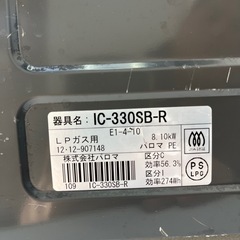 器具名: IC-330SB-R
E1-4-10
LPガス用 8.10kW
12·12-907148 パロマ PE
株式会社パロマ 区分C
効率56.3%
区分I
109 IC-330SB-R 効率274Wh
PS
LPG